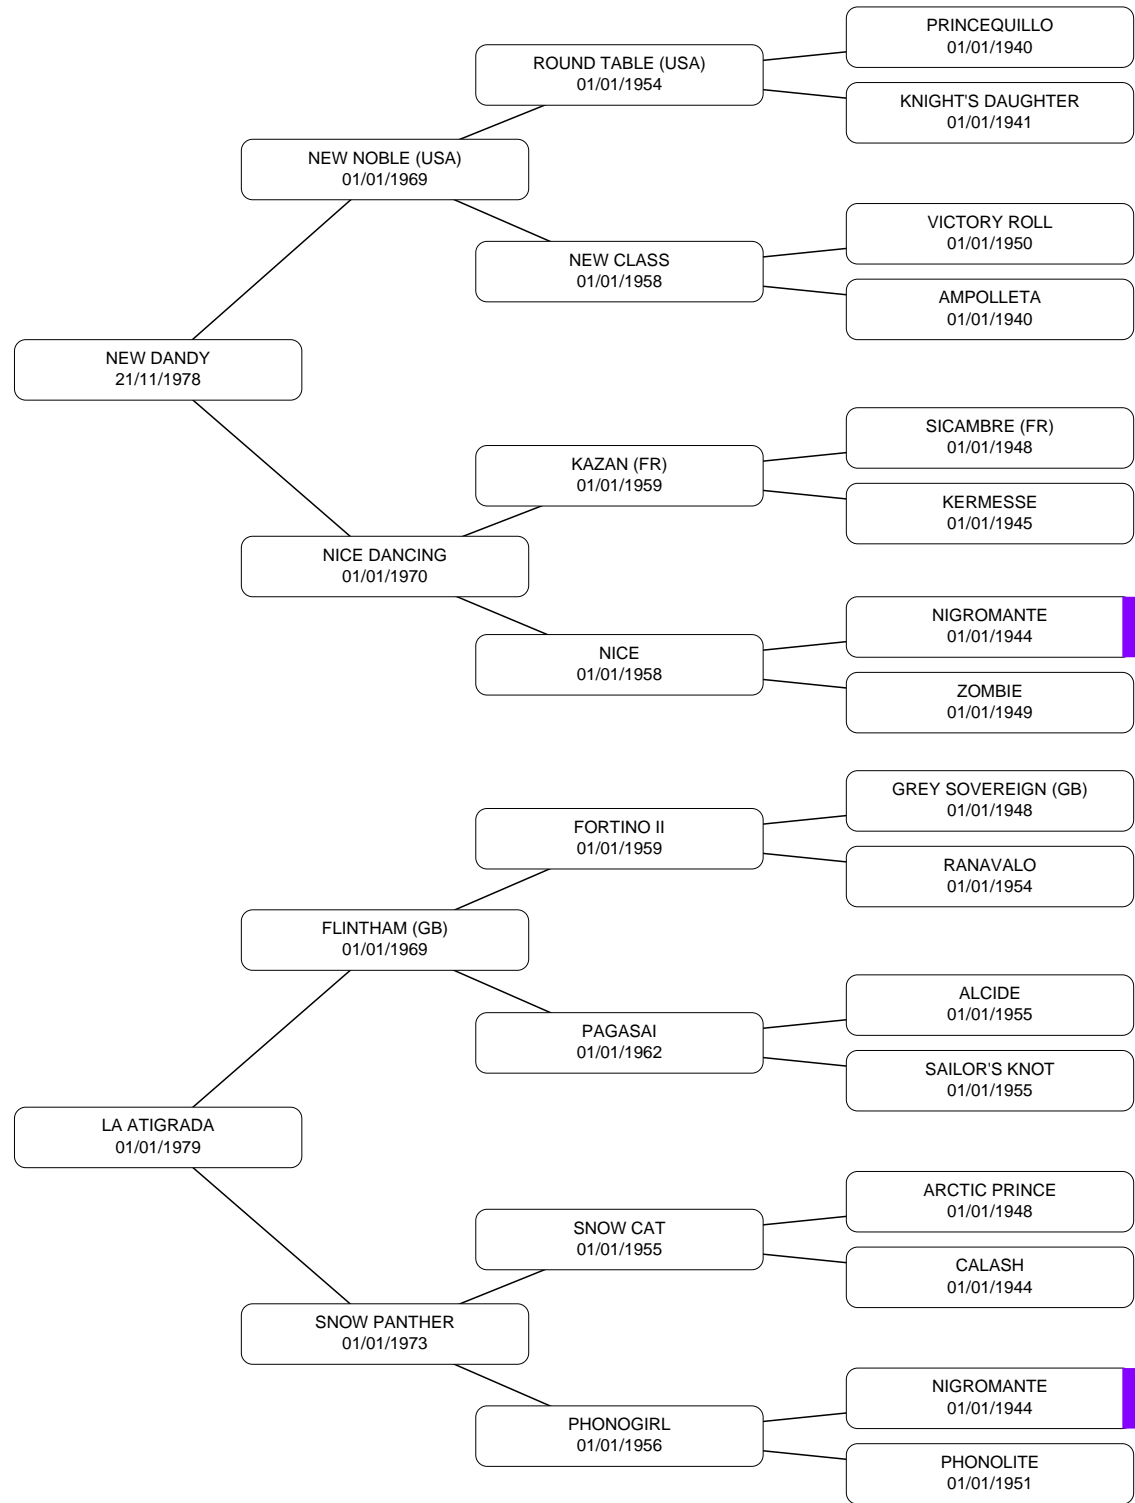 PRINCEQUILLO
01/01/1940
ROUND TABLE (USA)
01/01/1954
KNIGHT'S DAUGHTER
01/01/1941
NEW NOBLE (USA)
01/01/1969
VICTORY ROLL
01/01/1950
NEW CLASS
01/01/1958
AMPOLLETA
01/01/1940
NEW DANDY
21/11/1978
SICAMBRE (FR)
01/01/1948
KAZAN (FR)
01/01/1959
KERMESSE
01/01/1945
NICE DANCING
01/01/1970
NIGROMANTE
01/01/1944
NICE
01/01/1958
ZOMBIE
01/01/1949
GREY SOVEREIGN (GB)
01/01/1948
FORTINO II
01/01/1959
RANAVALO
01/01/1954
FLINTHAM (GB)
01/01/1969
ALCIDE
01/01/1955
PAGASAI
01/01/1962
SAILOR'S KNOT
01/01/1955
LA ATIGRADA
01/01/1979
ARCTIC PRINCE
01/01/1948
SNOW CAT
01/01/1955
CALASH
01/01/1944
SNOW PANTHER
01/01/1973
NIGROMANTE
01/01/1944
PHONOGIRL
01/01/1956
PHONOLITE
01/01/1951